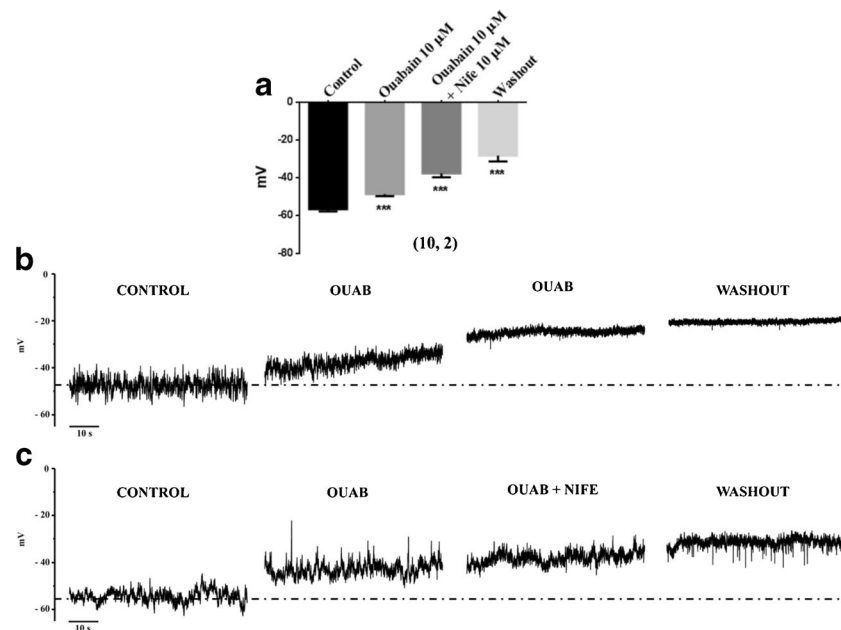 a
Control
Ouabain 10 µM
Ouabain 10 µM
+ Nife 10 µM
Washout
0
-20
-40
-60
-80
mV
***
***
***
(10, 2)
b
CONTROL
OUAB
OUAB
WASHOUT
0
- 20
- 40
- 60
mV
10 s
c
CONTROL
OUAB
OUAB + NIFE
WASHOUT
0
- 20
- 40
- 60
mV
10 s